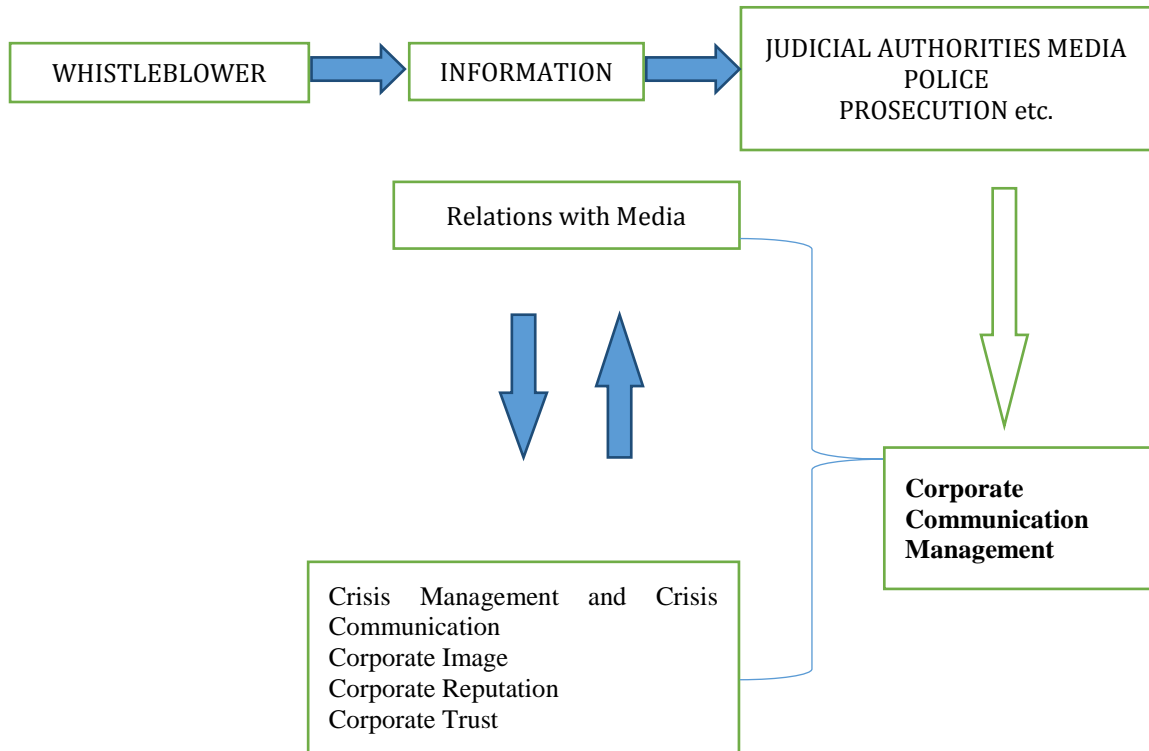 WHISTLEBLOWER
INFORMATION
JUDICIAL AUTHORITIES MEDIA
POLICE
PROSECUTION etc.
Relations with Media
Corporate
Communication
Management
Crisis Management and Crisis
Communication
Corporate Image
Corporate Reputation
Corporate Trust